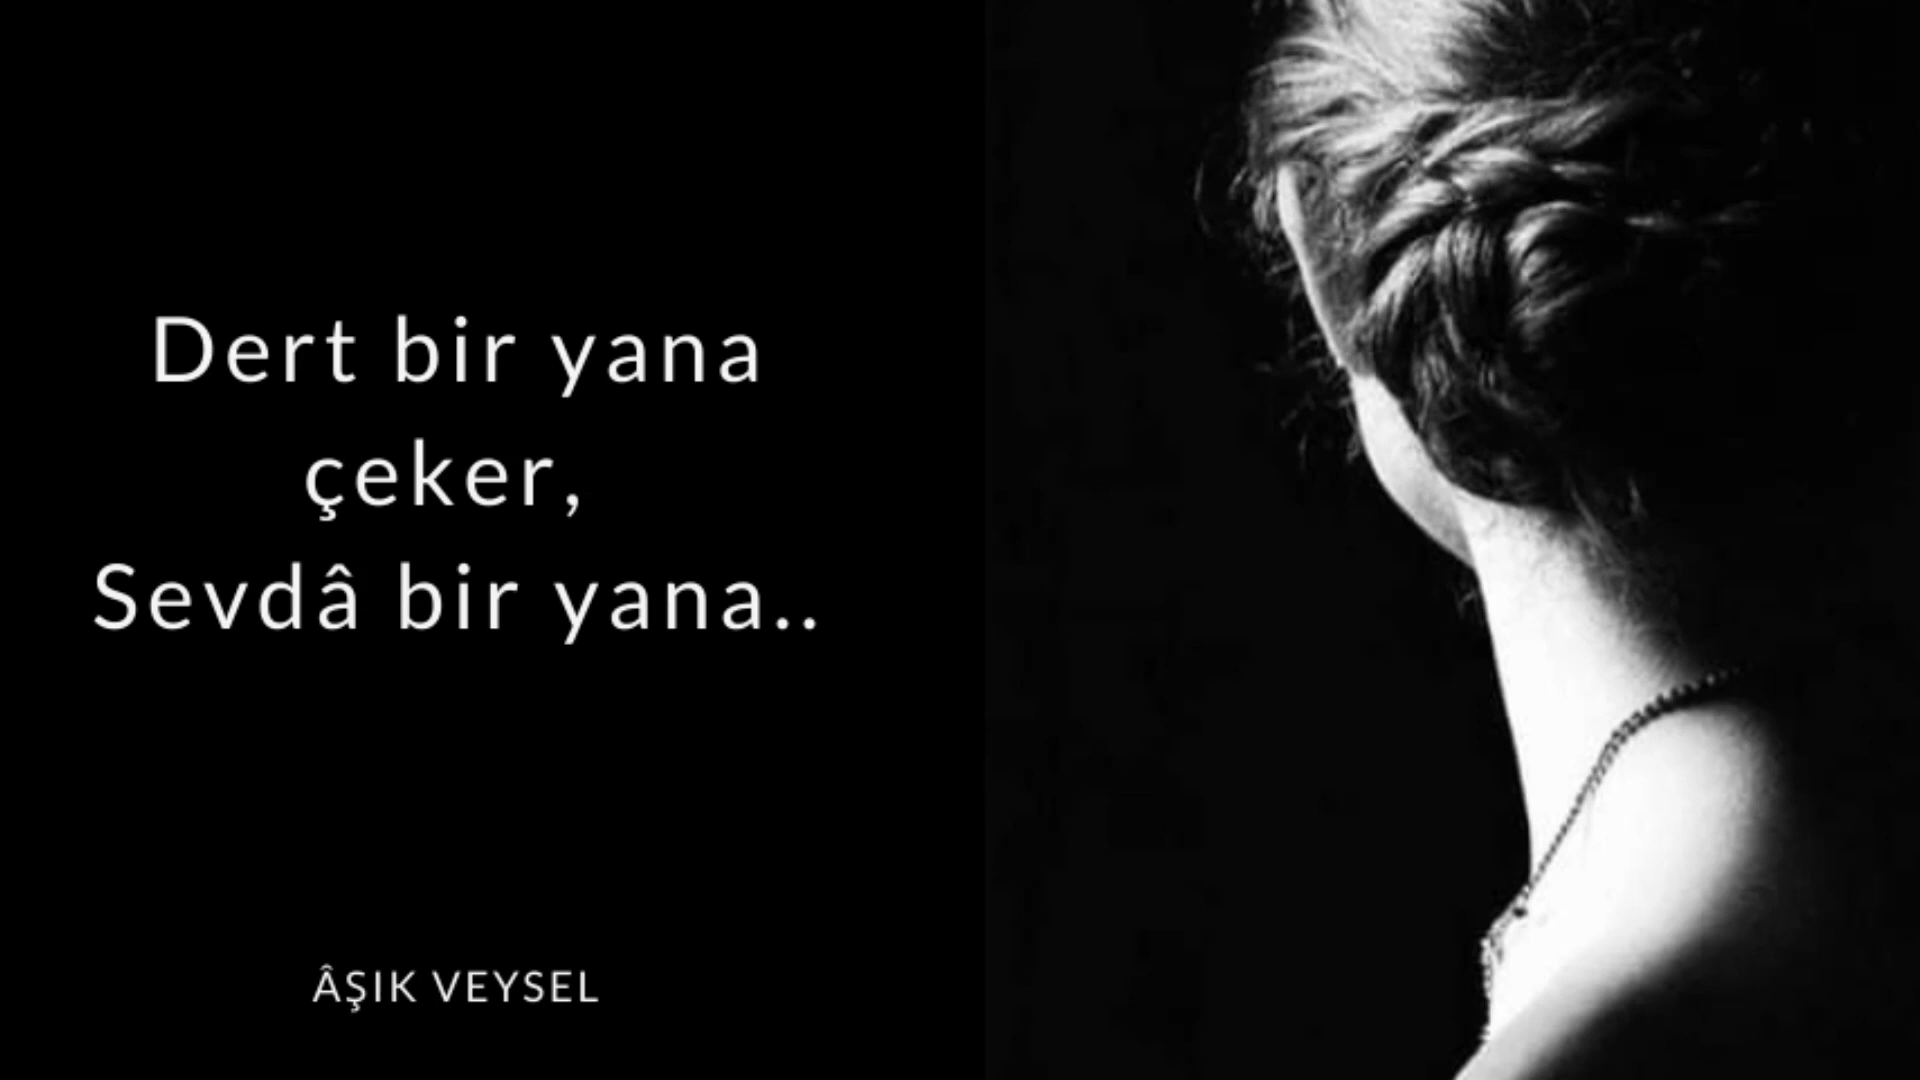 Dert bir yana
çeker,
Sevdâ bir yana..
ÂŞIK VEYSEL